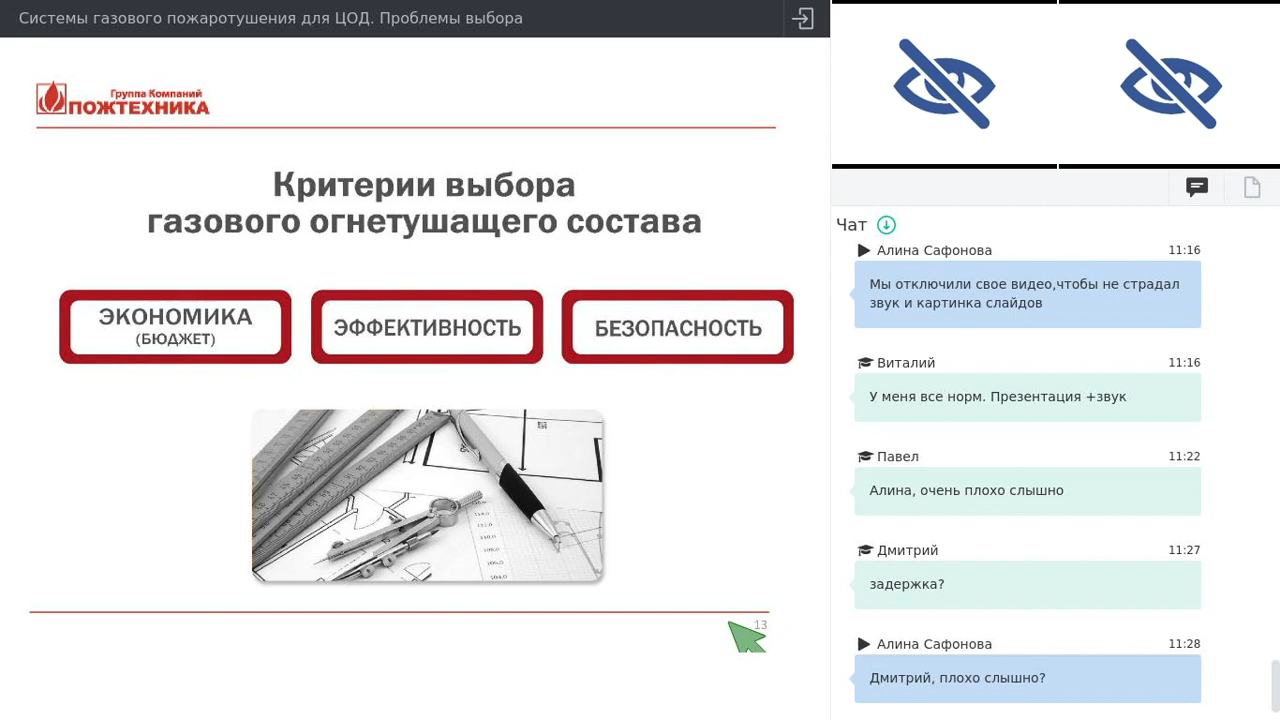 Системы газового пожаротушения для ЦОД. Проблемы выбора
Группа Компаний
ПОЖТЕХНИКА
Критерии выбора
газового огнетушащего состава
ЭКОНОМИКА
(БЮДЖЕТ)
ЭФФЕКТИВНОСТЬ
БЕЗОПАСНОСТЬ
13
Чат
Алина Сафонова 11:16
Мы отключили свое видео,чтобы не страдал
звук и картинка слайдов
Виталий 11:16
У меня все норм. Презентация +звук
Павел 11:22
Алина, очень плохо слышно
Дмитрий 11:27
задержка?
Алина Сафонова 11:28
Дмитрий, плохо слышно?